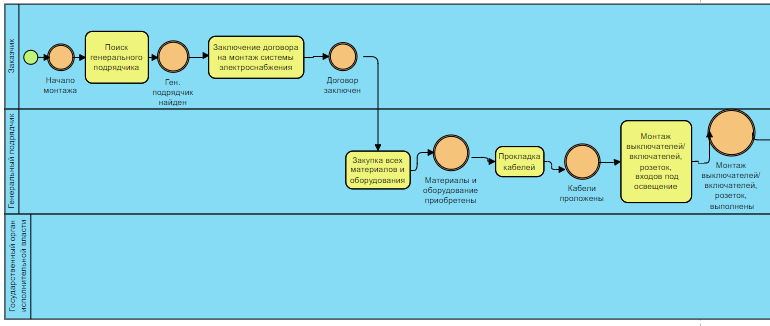 Заказчик
Начало
монтажа
Поиск
генерального
подрядчика
Ген.
подрядчик
найден
Заключение договора
на монтаж системы
электроснабжения
Договор
заключен
Генеральный подрядчик
Закупка всех
материалов и
оборудования
Материалы и
оборудование
приобретены
Прокладка
кабелей
Кабели
проложены
Монтаж
выключателей/
включателей,
розеток,
входов под
освещение
Монтаж
выключателей/
включателей,
розеток,
выполнены
Государственный орган
исполнительной власти